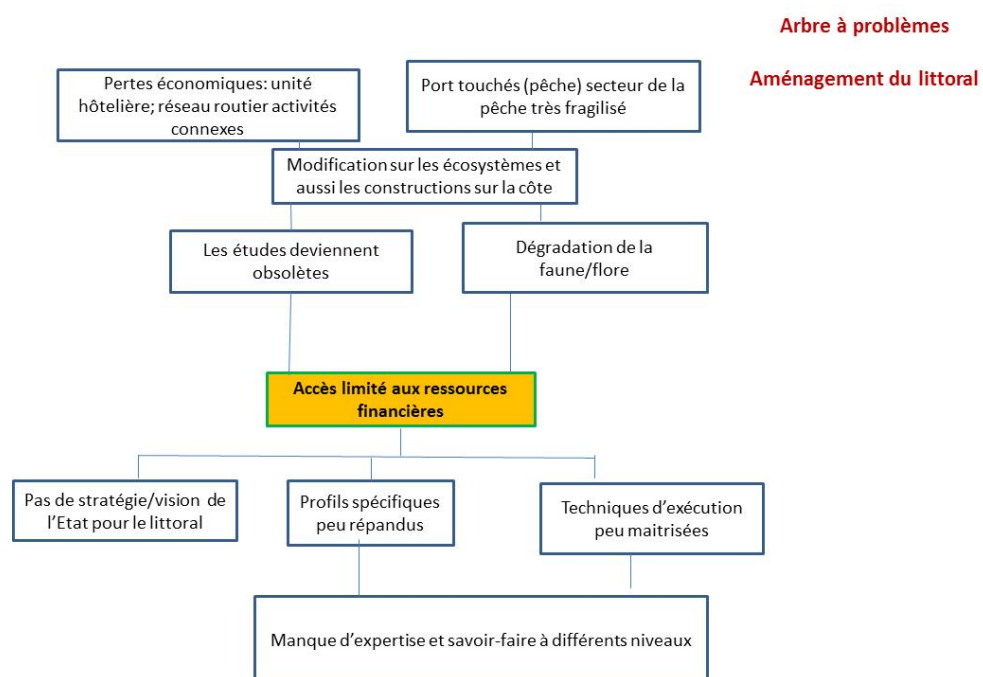 Arbre à problèmes
Aménagement du littoral
Pertes économiques: unité
hôtelière; réseau routier activités
connexes
Port touchés (pêche) secteur de la
pêche très fragilisé
Modification sur les écosystèmes et
aussi les constructions sur la côte
Les études deviennent
obsolètes
Dégradation de la
faune/flore
Accès limité aux ressources
financières
Pas de stratégie/vision de
l’Etat pour le littoral
Profils spécifiques
peu répandus
Techniques d’exécution
peu maitrisées
Manque d’expertise et savoir-faire à différents niveaux